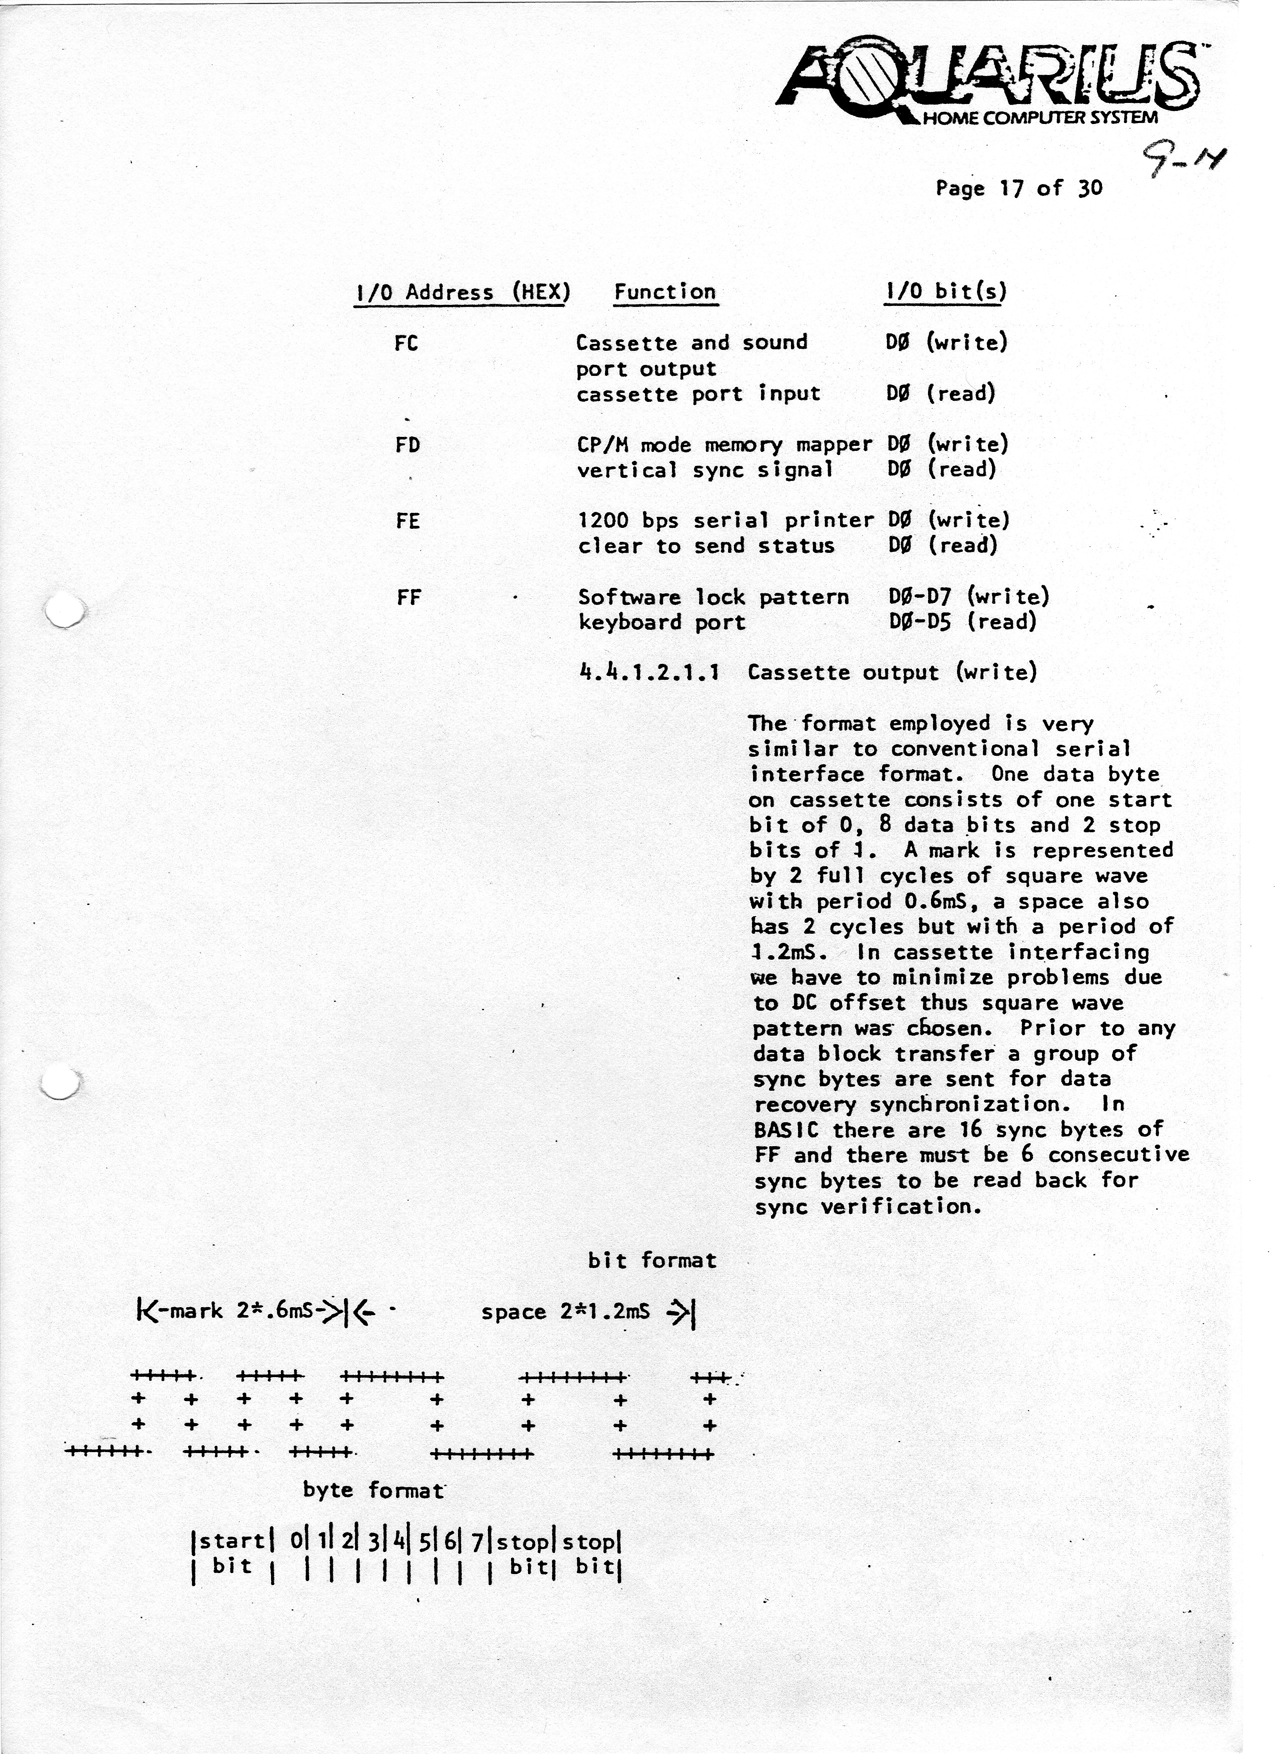 AQUARIUS™
HOME COMPUTER SYSTEM
Page 17 of 30
I/O Address (HEX) Function I/O bit(s)
FC Cassette and sound DØ (write)
port output
cassette port input DØ (read)
FD CP/M mode memory mapper DØ (write)
vertical sync signal DØ (read)
FE 1200 bps serial printer DØ (write)
clear to send status DØ (read)
FF Software lock pattern DØ-D7 (write)
keyboard port DØ-D5 (read)
4.4.1.2.1.1 Cassette output (write)
The format employed is very
similar to conventional serial
interface format. One data byte
on cassette consists of one start
bit of 0, 8 data bits and 2 stop
bits of 1. A mark is represented
by 2 full cycles of square wave
with period 0.6mS, a space also
has 2 cycles but with a period of
1.2mS. In cassette interfacing
we have to minimize problems due
to DC offset thus square wave
pattern was chosen. Prior to any
data block transfer a group of
sync bytes are sent for data
recovery synchronization. In
BASIC there are 16 sync bytes of
FF and there must be 6 consecutive
sync bytes to be read back for
sync verification.
bit format
|<-mark 2*.6mS->|<- space 2*1.2mS ->|
+++++ +++++ ++++++++ ++++++++ +++
+ + + + + + + + +
+ + + + + + + + +
++++++ +++++ +++++ ++++++++ ++++++++
byte format
|start| 0| 1| 2| 3| 4| 5| 6| 7|stop|stop|
| bit | | | | | | | | | bit| bit|